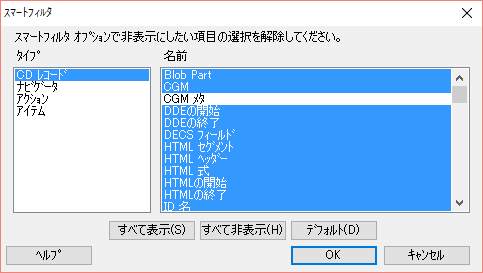 スマートフィルタ
スマートフィルタ オプションで非表示にしたい項目の選択を解除してください。
タイプ
名前
CD レコード
ナビゲータ
アクション
アイテム
Blob Part
CGM
CGM メタ
DDEの開始
DDEの終了
DECS フィールド
HTML セグメント
HTML ヘッダー
HTML 式
HTMLの開始
HTMLの終了
ID 名
すべて表示(S)
すべて非表示(H)
デフォルト(D)
ヘルプ
OK
キャンセル